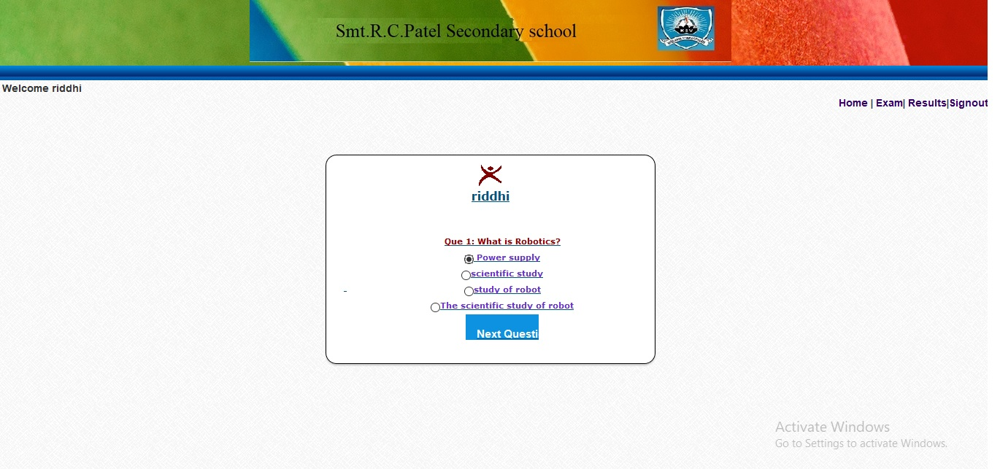 Smt.R.C.Patel Secondary school
Welcome riddhi
Home | Exam| Results|Signout
riddhi
Que 1: What is Robotics?
Power supply
scientific study
study of robot
The scientific study of robot
Next Questi
Activate Windows
Go to Settings to activate Windows.